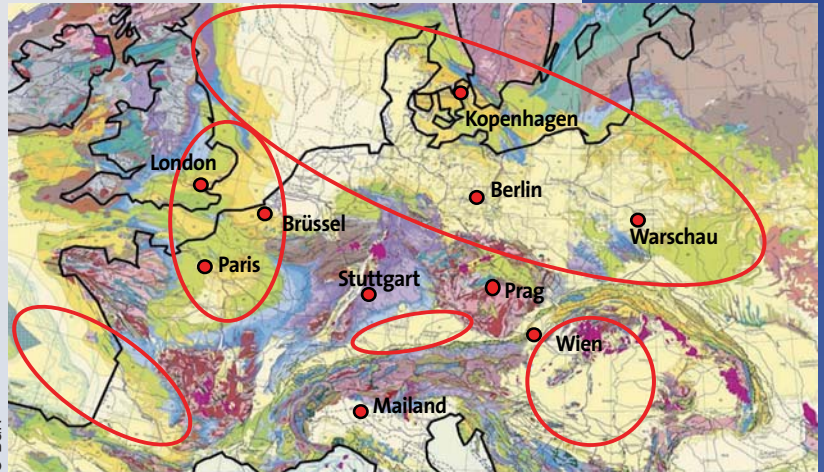 Kopenhagen
London
Berlin
Brüssel
Warschau
Paris
Stuttgart
Prag
Wien
Mailand